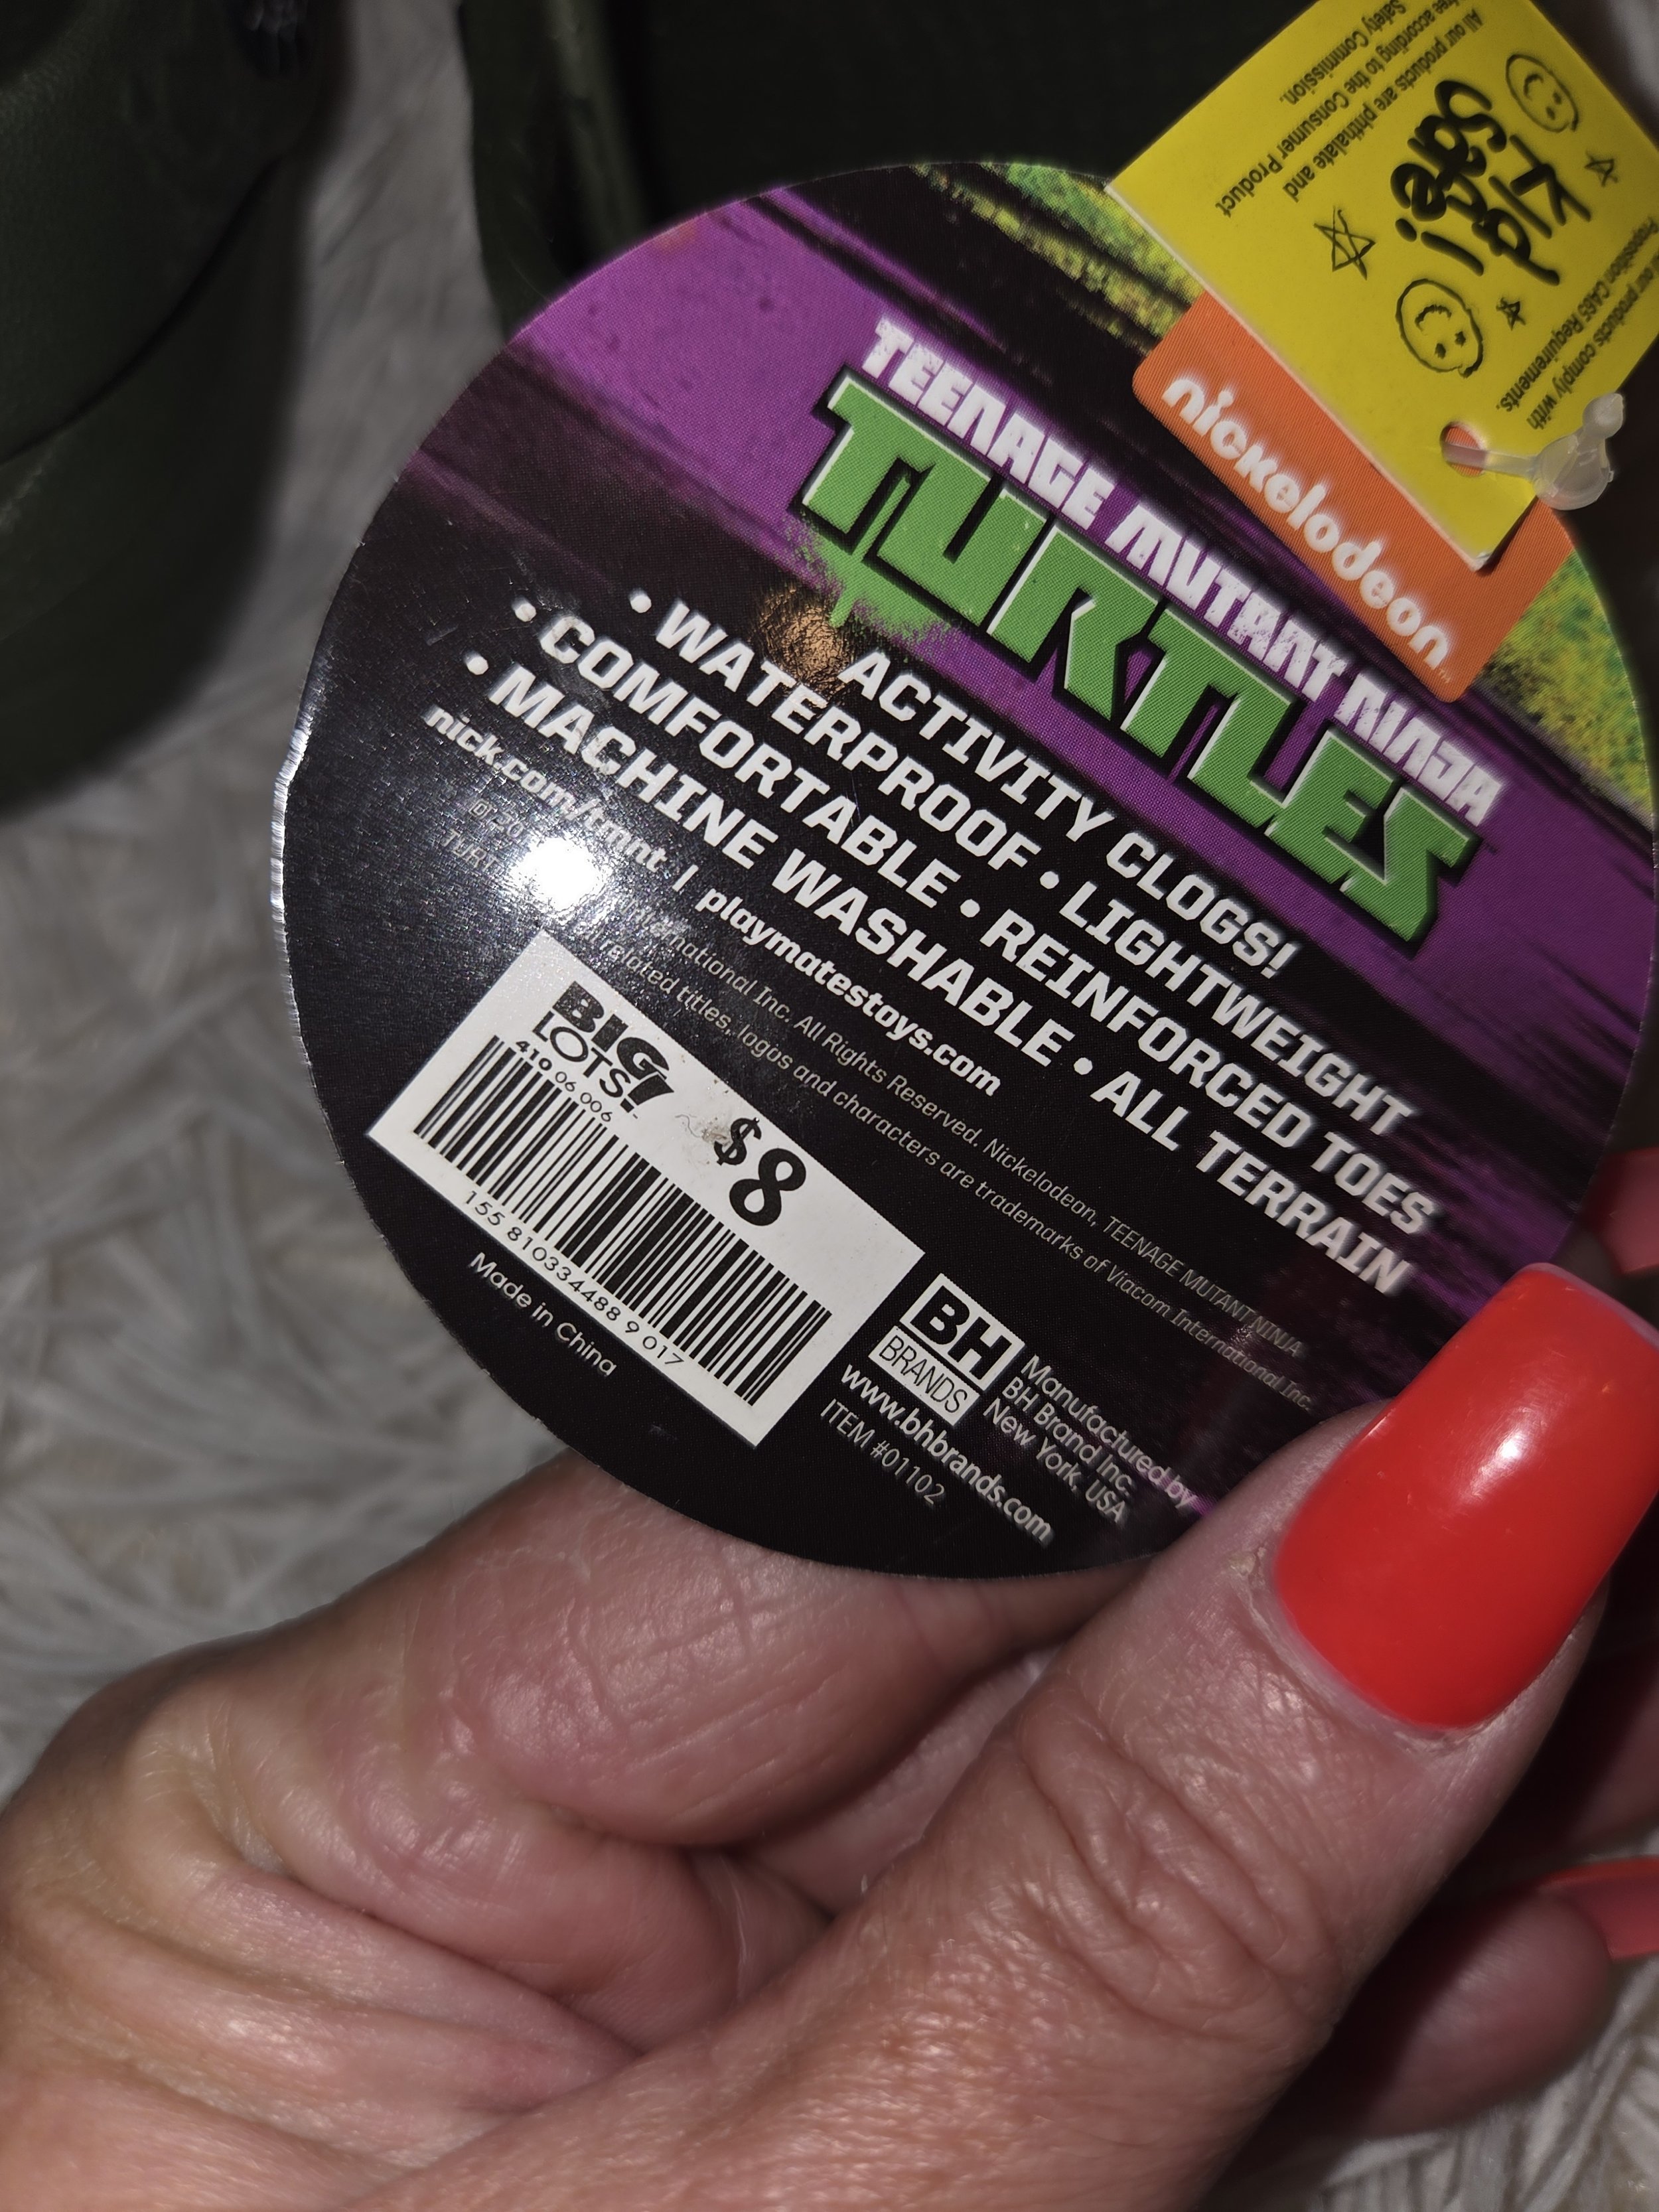 All our products are phthalate and
free according to the Consumer Product
Safety Commission.
kid
safe!
our products comply with
Proposition CA65 Requirements.
nickelodeon
TEENAGE MUTANT NINJA
TURTLES
ACTIVITY CLOGS!
• WATERPROOF • LIGHTWEIGHT
• COMFORTABLE • REINFORCED TOES
• MACHINE WASHABLE • ALL TERRAIN
nick.com/tmnt | playmatestoys.com
International Inc. All Rights Reserved. Nickelodeon, TEENAGE MUTANT NINJA
related titles, logos and characters are trademarks of Viacom International Inc.
BIG
LOTS!
410 06 006
$8
155 810334488 9 017
Made in China
BH
BRANDS
Manufactured by
BH Brand Inc.
New York, USA
www.bhbrands.com
ITEM #01102